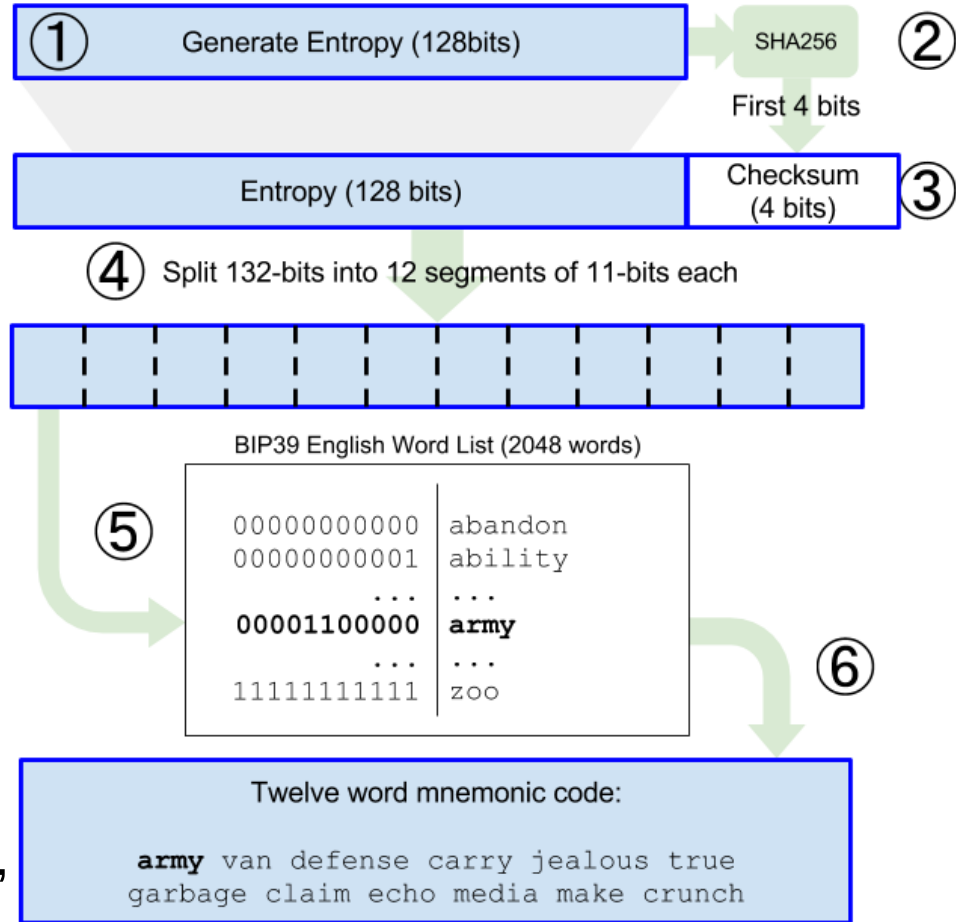 ① Generate Entropy (128bits) SHA256 ②
First 4 bits
Entropy (128 bits) Checksum
(4 bits) ③
④ Split 132-bits into 12 segments of 11-bits each
BIP39 English Word List (2048 words)
⑤
00000000000 abandon
00000000001 ability
... ...
00001100000 army
... ...
11111111111 zoo
⑥
Twelve word mnemonic code:
army van defense carry jealous true
garbage claim echo media make crunch
,